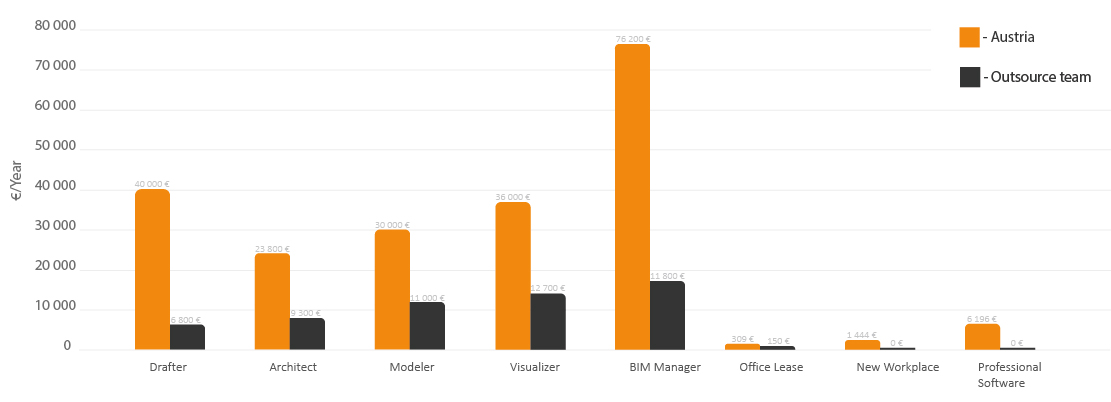 80 000
70 000
60 000
50 000
40 000
30 000
20 000
10 000
0
€/Year
- Austria
- Outsource team
40 000 €
6 800 €
23 800 €
9 300 €
30 000 €
11 000 €
36 000 €
12 700 €
76 200 €
11 800 €
309 €
150 €
1 444 €
0 €
6 196 €
0 €
Drafter
Architect
Modeler
Visualizer
BIM Manager
Office Lease
New Workplace
Professional
Software